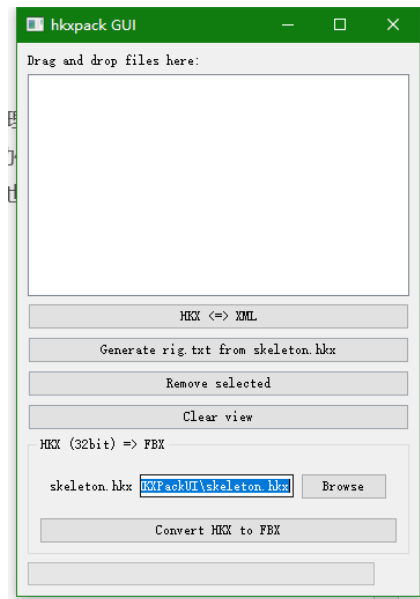 hkxpack GUI
Drag and drop files here:
HKX <=> XML
Generate rig.txt from skeleton.hkx
Remove selected
Clear view
HKX (32bit) => FBX
skeleton.hkx KXPackUI\skeleton.hkx Browse
Convert HKX to FBX